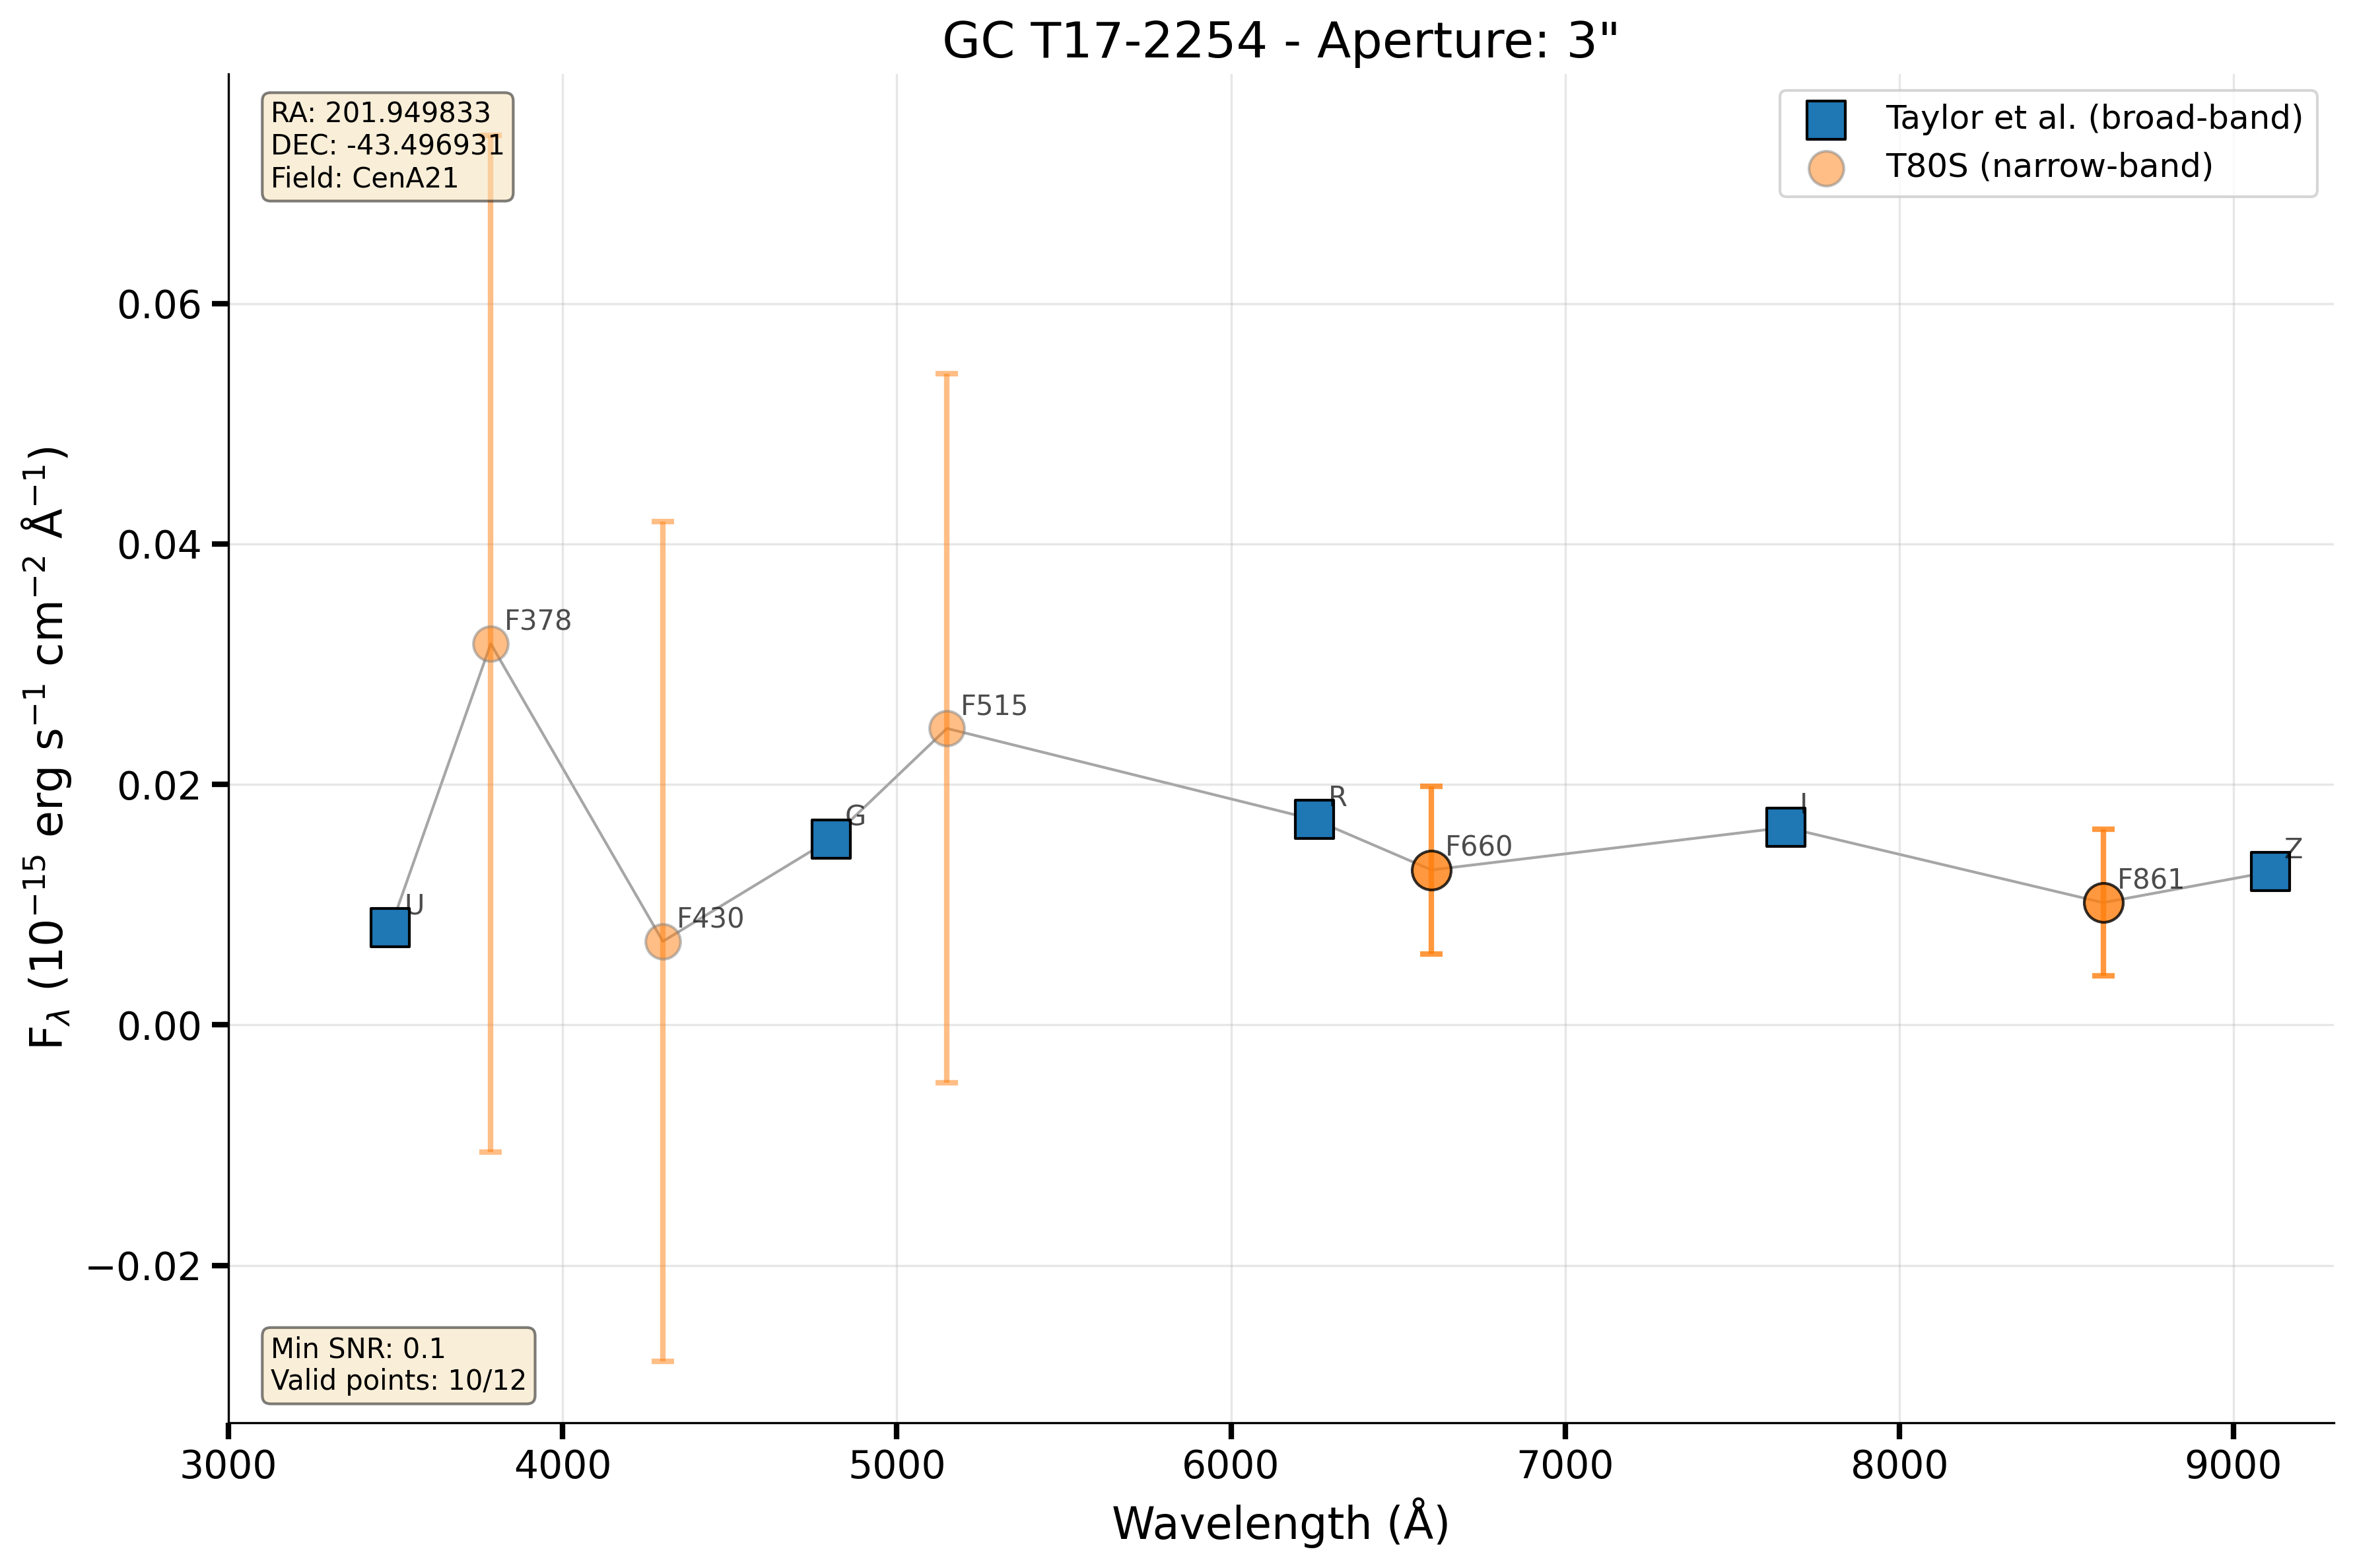 GC T17-2254 - Aperture: 3"
RA: 201.949833
DEC: -43.496931
Field: CenA21
Taylor et al. (broad-band)
T80S (narrow-band)
0.06
0.04
0.02
0.00
−0.02
F_λ (10⁻¹⁵ erg s⁻¹ cm⁻² Å⁻¹)
U
F378
F430
G
F515
R
F660
I
F861
Z
Min SNR: 0.1
Valid points: 10/12
3000 4000 5000 6000 7000 8000 9000
Wavelength (Å)